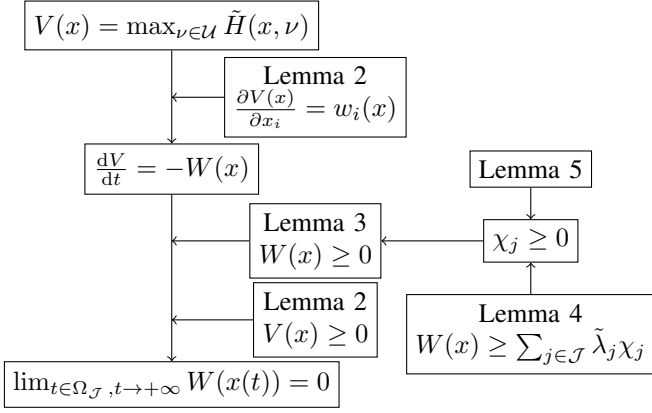 V(x) = max_{ν∈𝒰} H̃(x, ν)
Lemma 2
∂V(x)/∂x_i = w_i(x)
dV/dt = −W(x)
Lemma 5
Lemma 3
W(x) ≥ 0
χ_j ≥ 0
Lemma 2
V(x) ≥ 0
Lemma 4
W(x) ≥ ∑_{j∈𝒥} λ̃_j χ_j
lim_{t∈Ω_𝒥, t→+∞} W(x(t)) = 0